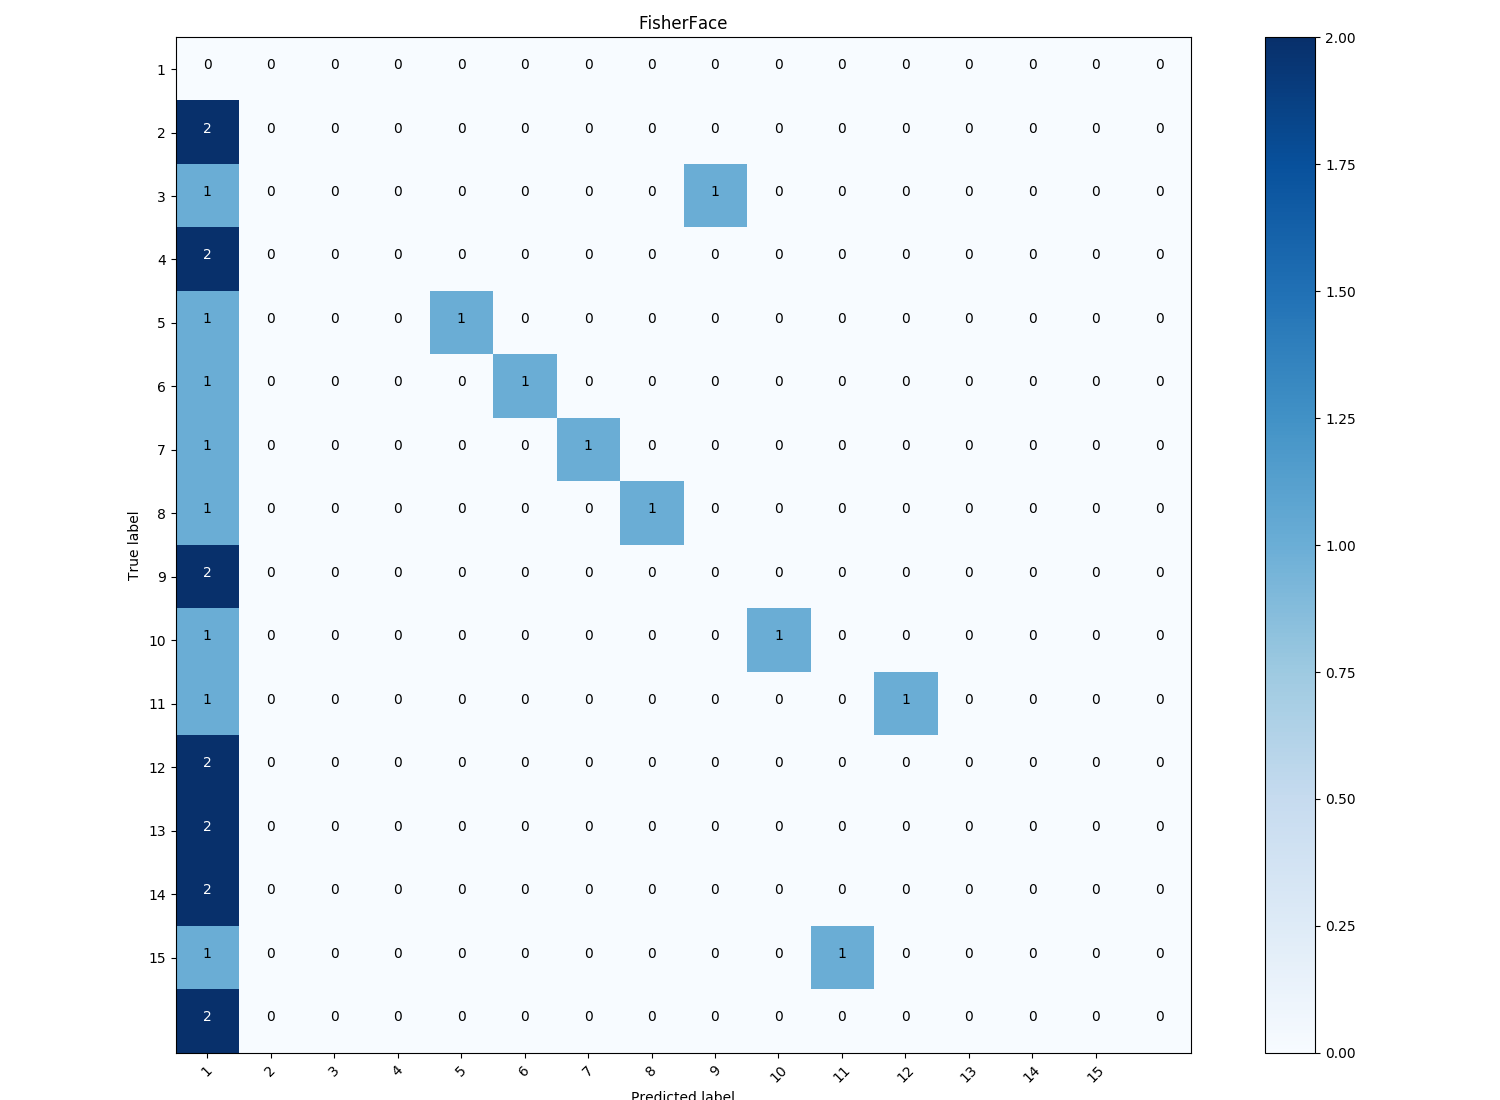 FisherFace
1 0 0 0 0 0 0 0 0 0 0 0 0 0 0 0 0 2.00
2 2 0 0 0 0 0 0 0 0 0 0 0 0 0 0 0
3 1 0 0 0 0 0 0 0 1 0 0 0 0 0 0 0 1.75
4 2 0 0 0 0 0 0 0 0 0 0 0 0 0 0 0
5 1 0 0 0 1 0 0 0 0 0 0 0 0 0 0 0 1.50
6 1 0 0 0 0 1 0 0 0 0 0 0 0 0 0 0
7 1 0 0 0 0 0 1 0 0 0 0 0 0 0 0 0 1.25
8 1 0 0 0 0 0 0 1 0 0 0 0 0 0 0 0
True label
9 2 0 0 0 0 0 0 0 0 0 0 0 0 0 0 0 1.00
10 1 0 0 0 0 0 0 0 0 1 0 0 0 0 0 0
11 1 0 0 0 0 0 0 0 0 0 0 1 0 0 0 0 0.75
12 2 0 0 0 0 0 0 0 0 0 0 0 0 0 0 0
13 2 0 0 0 0 0 0 0 0 0 0 0 0 0 0 0 0.50
14 2 0 0 0 0 0 0 0 0 0 0 0 0 0 0 0
15 1 0 0 0 0 0 0 0 0 0 1 0 0 0 0 0 0.25
2 0 0 0 0 0 0 0 0 0 0 0 0 0 0 0 0.00
1 2 3 4 5 6 7 8 9 10 11 12 13 14 15
Predicted label